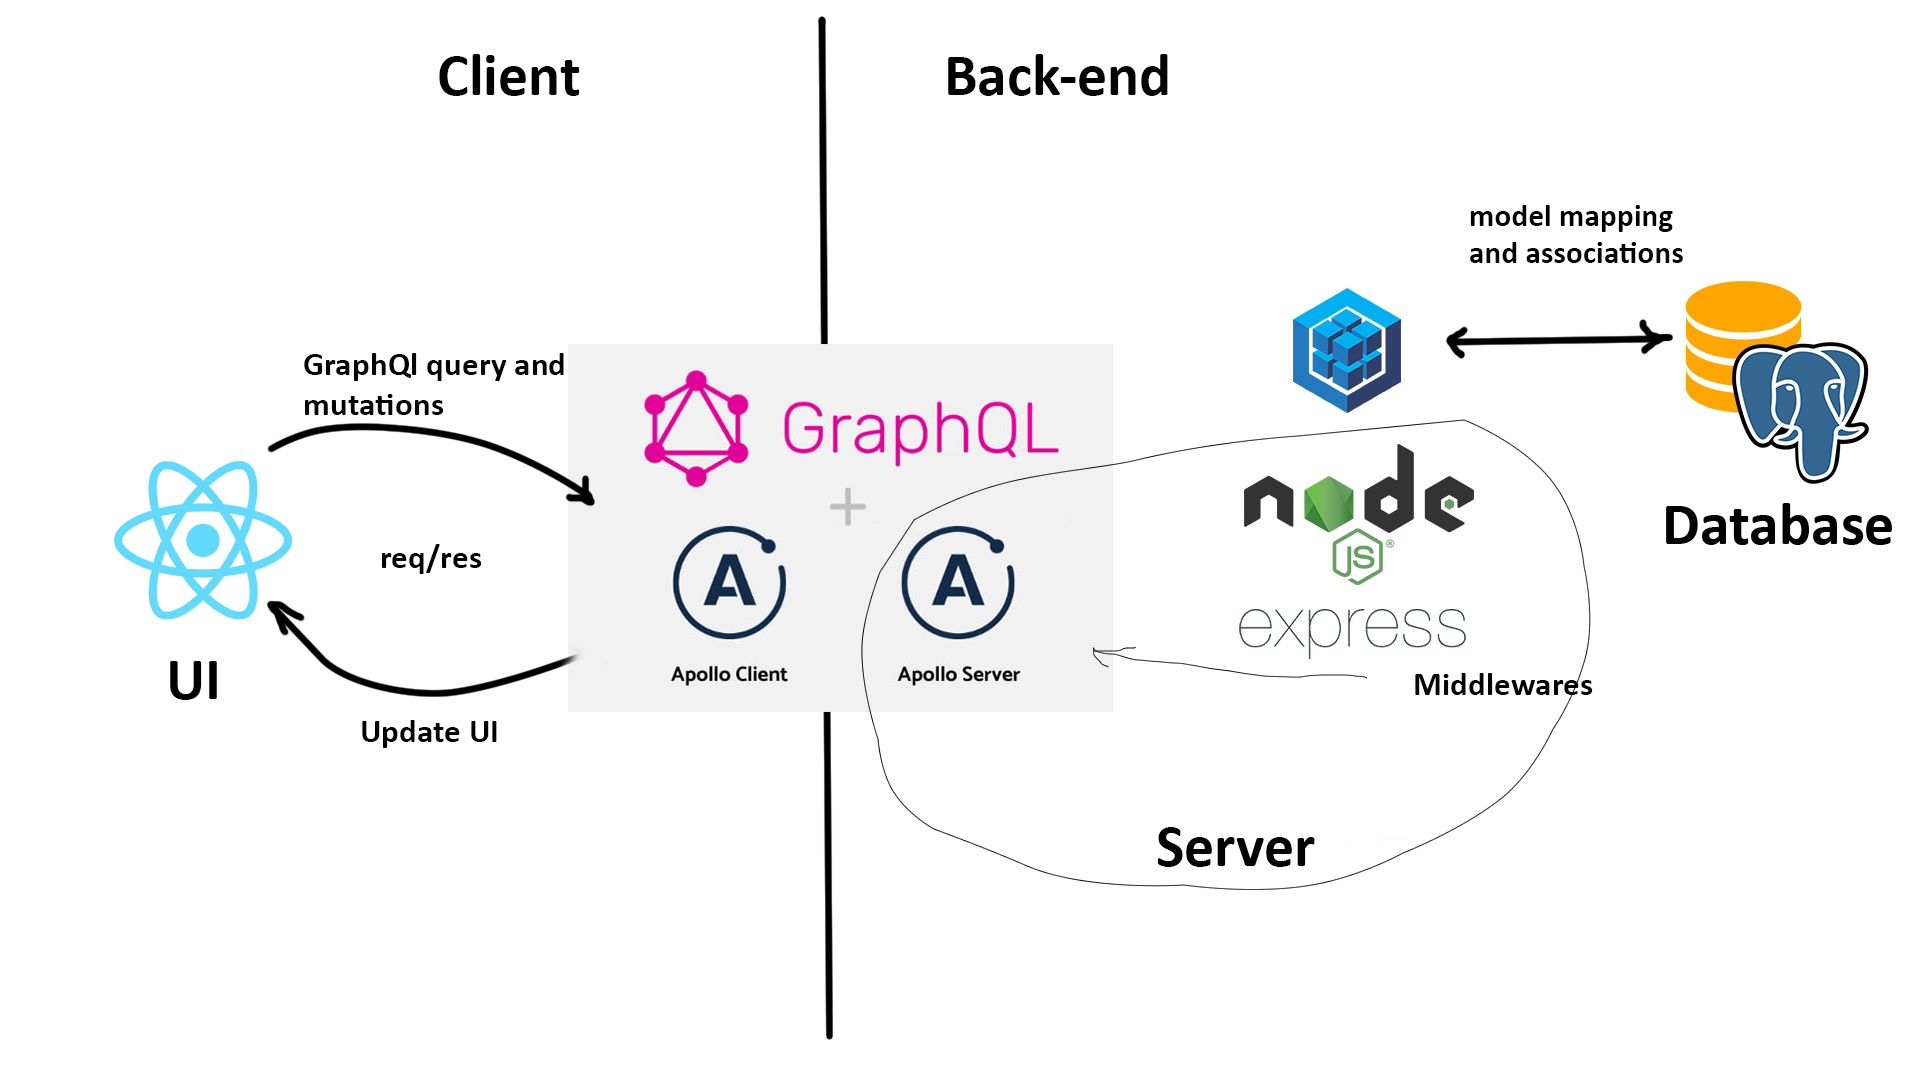 Client
Back-end
model mapping
and associations
GraphQl query and
mutations
GraphQL
node
JS
®
express
req/res
A
A
Apollo Client
Apollo Server
UI
Middlewares
Update UI
Database
Server